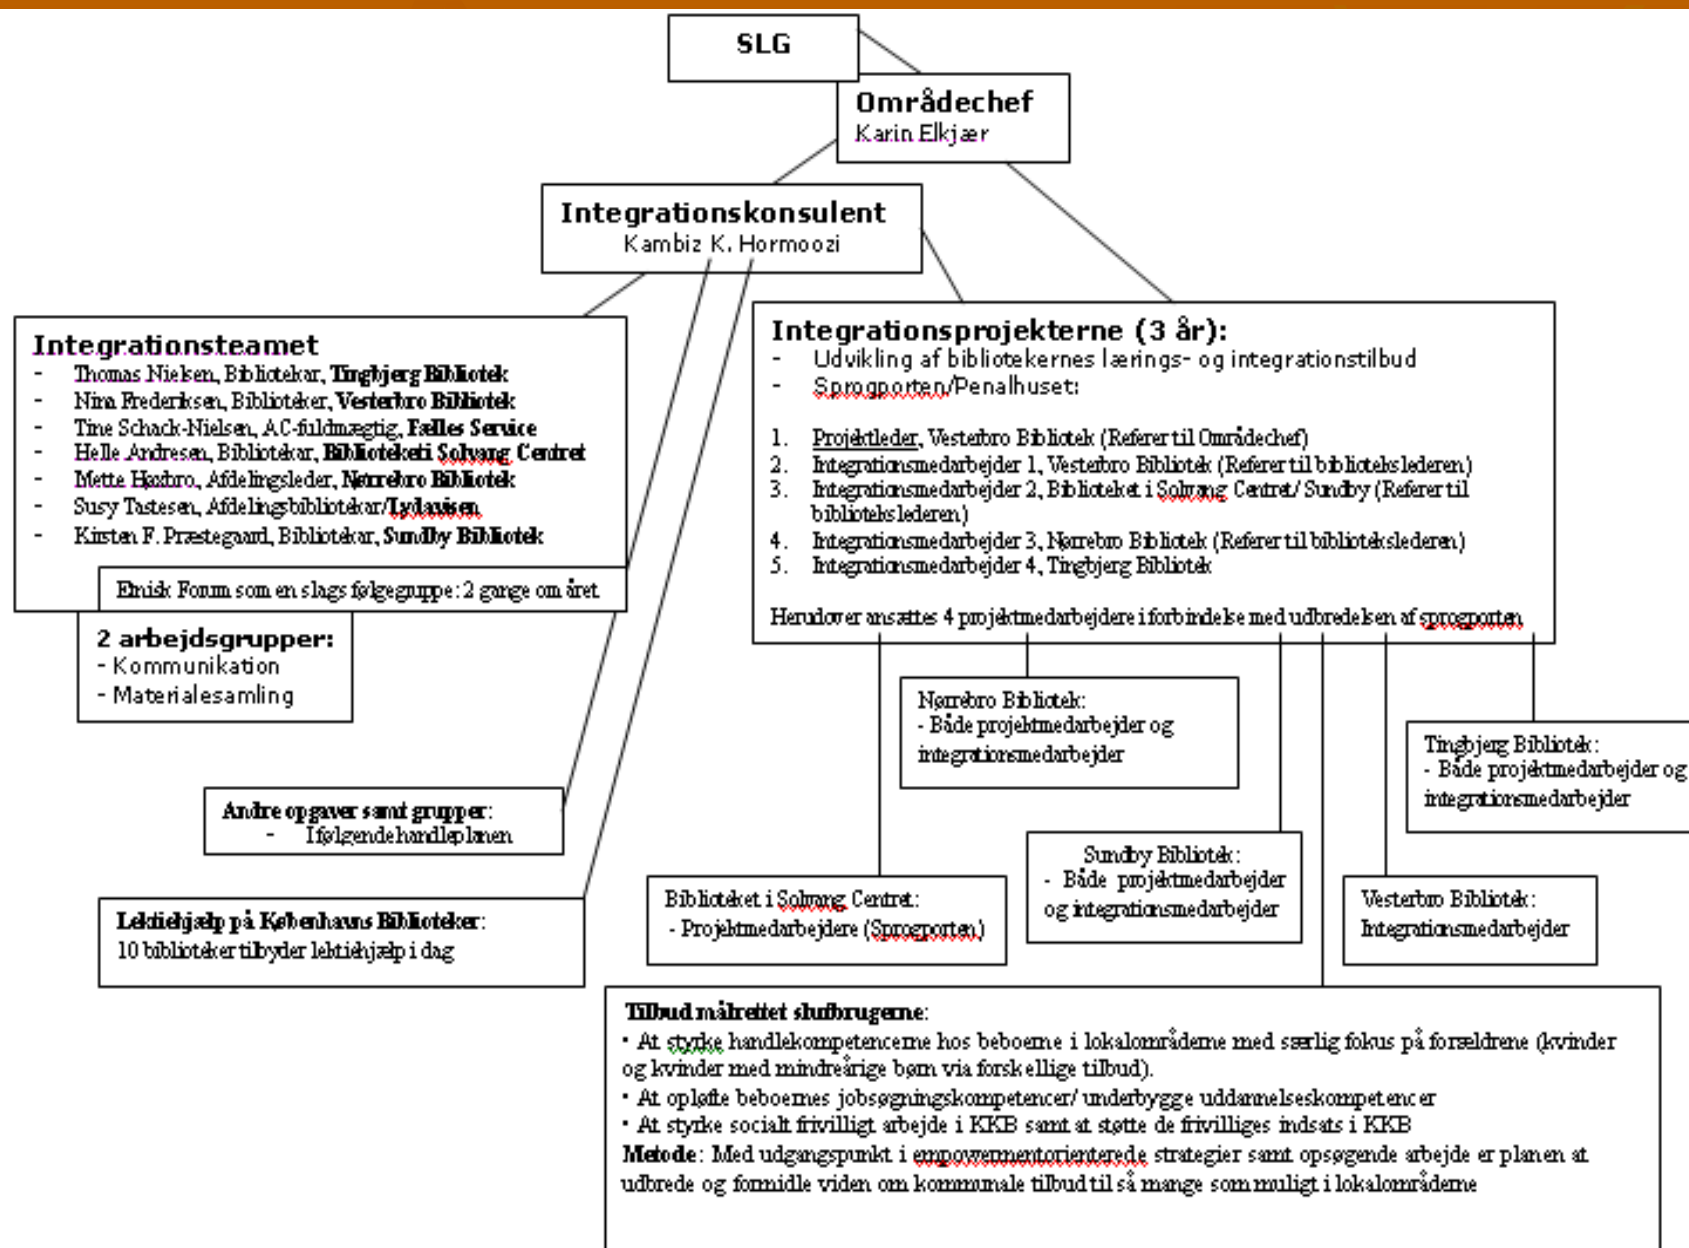 SLG
Områdechef
Karin Elkjær
Integrationskonsulent
Kambiz K. Hormoozi
Integrationsteamet
- Thomas Nielsen, Bibliotekar, Tingbjerg Bibliotek
- Nina Frederiksen, Biblioteker, Vesterbro Bibliotek
- Tine Schack-Nielsen, AC-fuldmægtig, Fælles Service
- Helle Andresen, Bibliotekar, Biblioteket i Solvang Centret
- Mette Haxbro, Afdelingsleder, Nørrebro Bibliotek
- Susy Tastesen, Afdelingsbibliotekar/Lydavisen
- Kirsten F. Præstegaard, Bibliotekar, Sundby Bibliotek
Etnisk Forum som en slags følgegruppe: 2 gange om året
2 arbejdsgrupper:
- Kommunikation
- Materialesamling
Andre opgaver samt grupper:
- Ifølgende handleplanen
Lektiehjælp på Københavns Biblioteker:
10 biblioteker tilbyder lektiehjælp i dag
Integrationsprojekterne (3 år):
- Udvikling af bibliotekernes lærings- og integrationstilbud
- Sprogporten/Penalhuset:
1. Projektleder, Vesterbro Bibliotek (Referer til Områdechef)
2. Integrationsmedarbejder 1, Vesterbro Bibliotek (Referer til bibliotekslederen)
3. Integrationsmedarbejder 2, Biblioteket i Solvang Centret/ Sundby (Referer til
bibliotekslederen)
4. Integrationsmedarbejder 3, Nørrebro Bibliotek (Referer til bibliotekslederen)
5. Integrationsmedarbejder 4, Tingbjerg Bibliotek
Herudover ansættes 4 projektmedarbejdere i forbindelse med udbredelsen af sprogporten
Nørrebro Bibliotek:
- Både projektmedarbejder og
integrationsmedarbejder
Tingbjerg Bibliotek:
- Både projektmedarbejder og
integrationsmedarbejder
Sundby Bibliotek:
- Både projektmedarbejder
og integrationsmedarbejder
Biblioteket i Solvang Centret:
- Projektmedarbejdere (Sprogporten)
Vesterbro Bibliotek:
Integrationsmedarbejder
Tilbud målrettet slutbrugerne:
• At styrke handlekompetencerne hos beboerne i lokalområderne med særlig fokus på forældrene (kvinder
og kvinder med mindreårige børn via forskellige tilbud).
• At opløfte beboernes jobsøgningskompetencer/ underbygge uddannelseskompetencer
• At styrke socialt frivilligt arbejde i KKB samt at støtte de frivilliges indsats i KKB
Metode: Med udgangspunkt i empowermentorienterede strategier samt opsøgende arbejde er planen at
udbrede og formidle viden om kommunale tilbud til så mange som muligt i lokalområderne